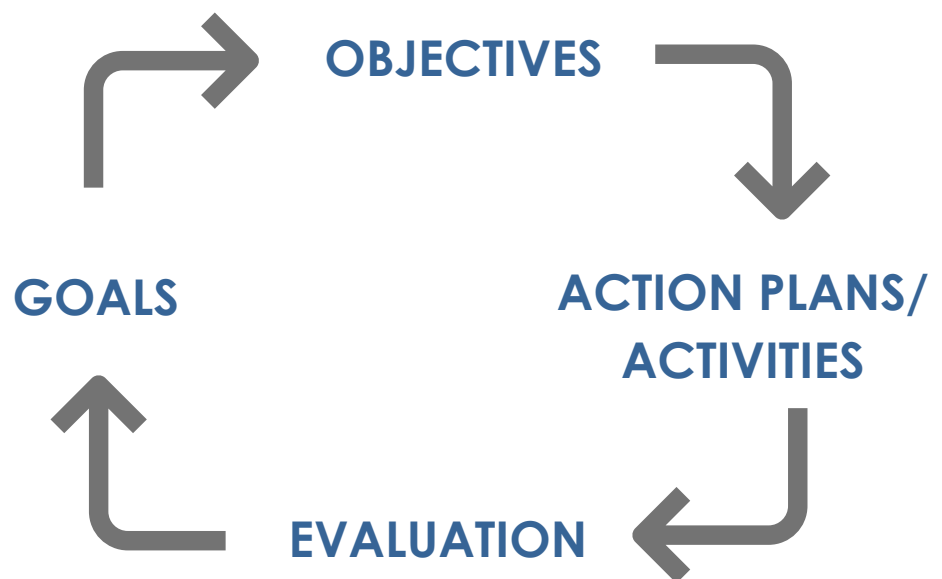 OBJECTIVES
GOALS
ACTION PLANS/
ACTIVITIES
EVALUATION